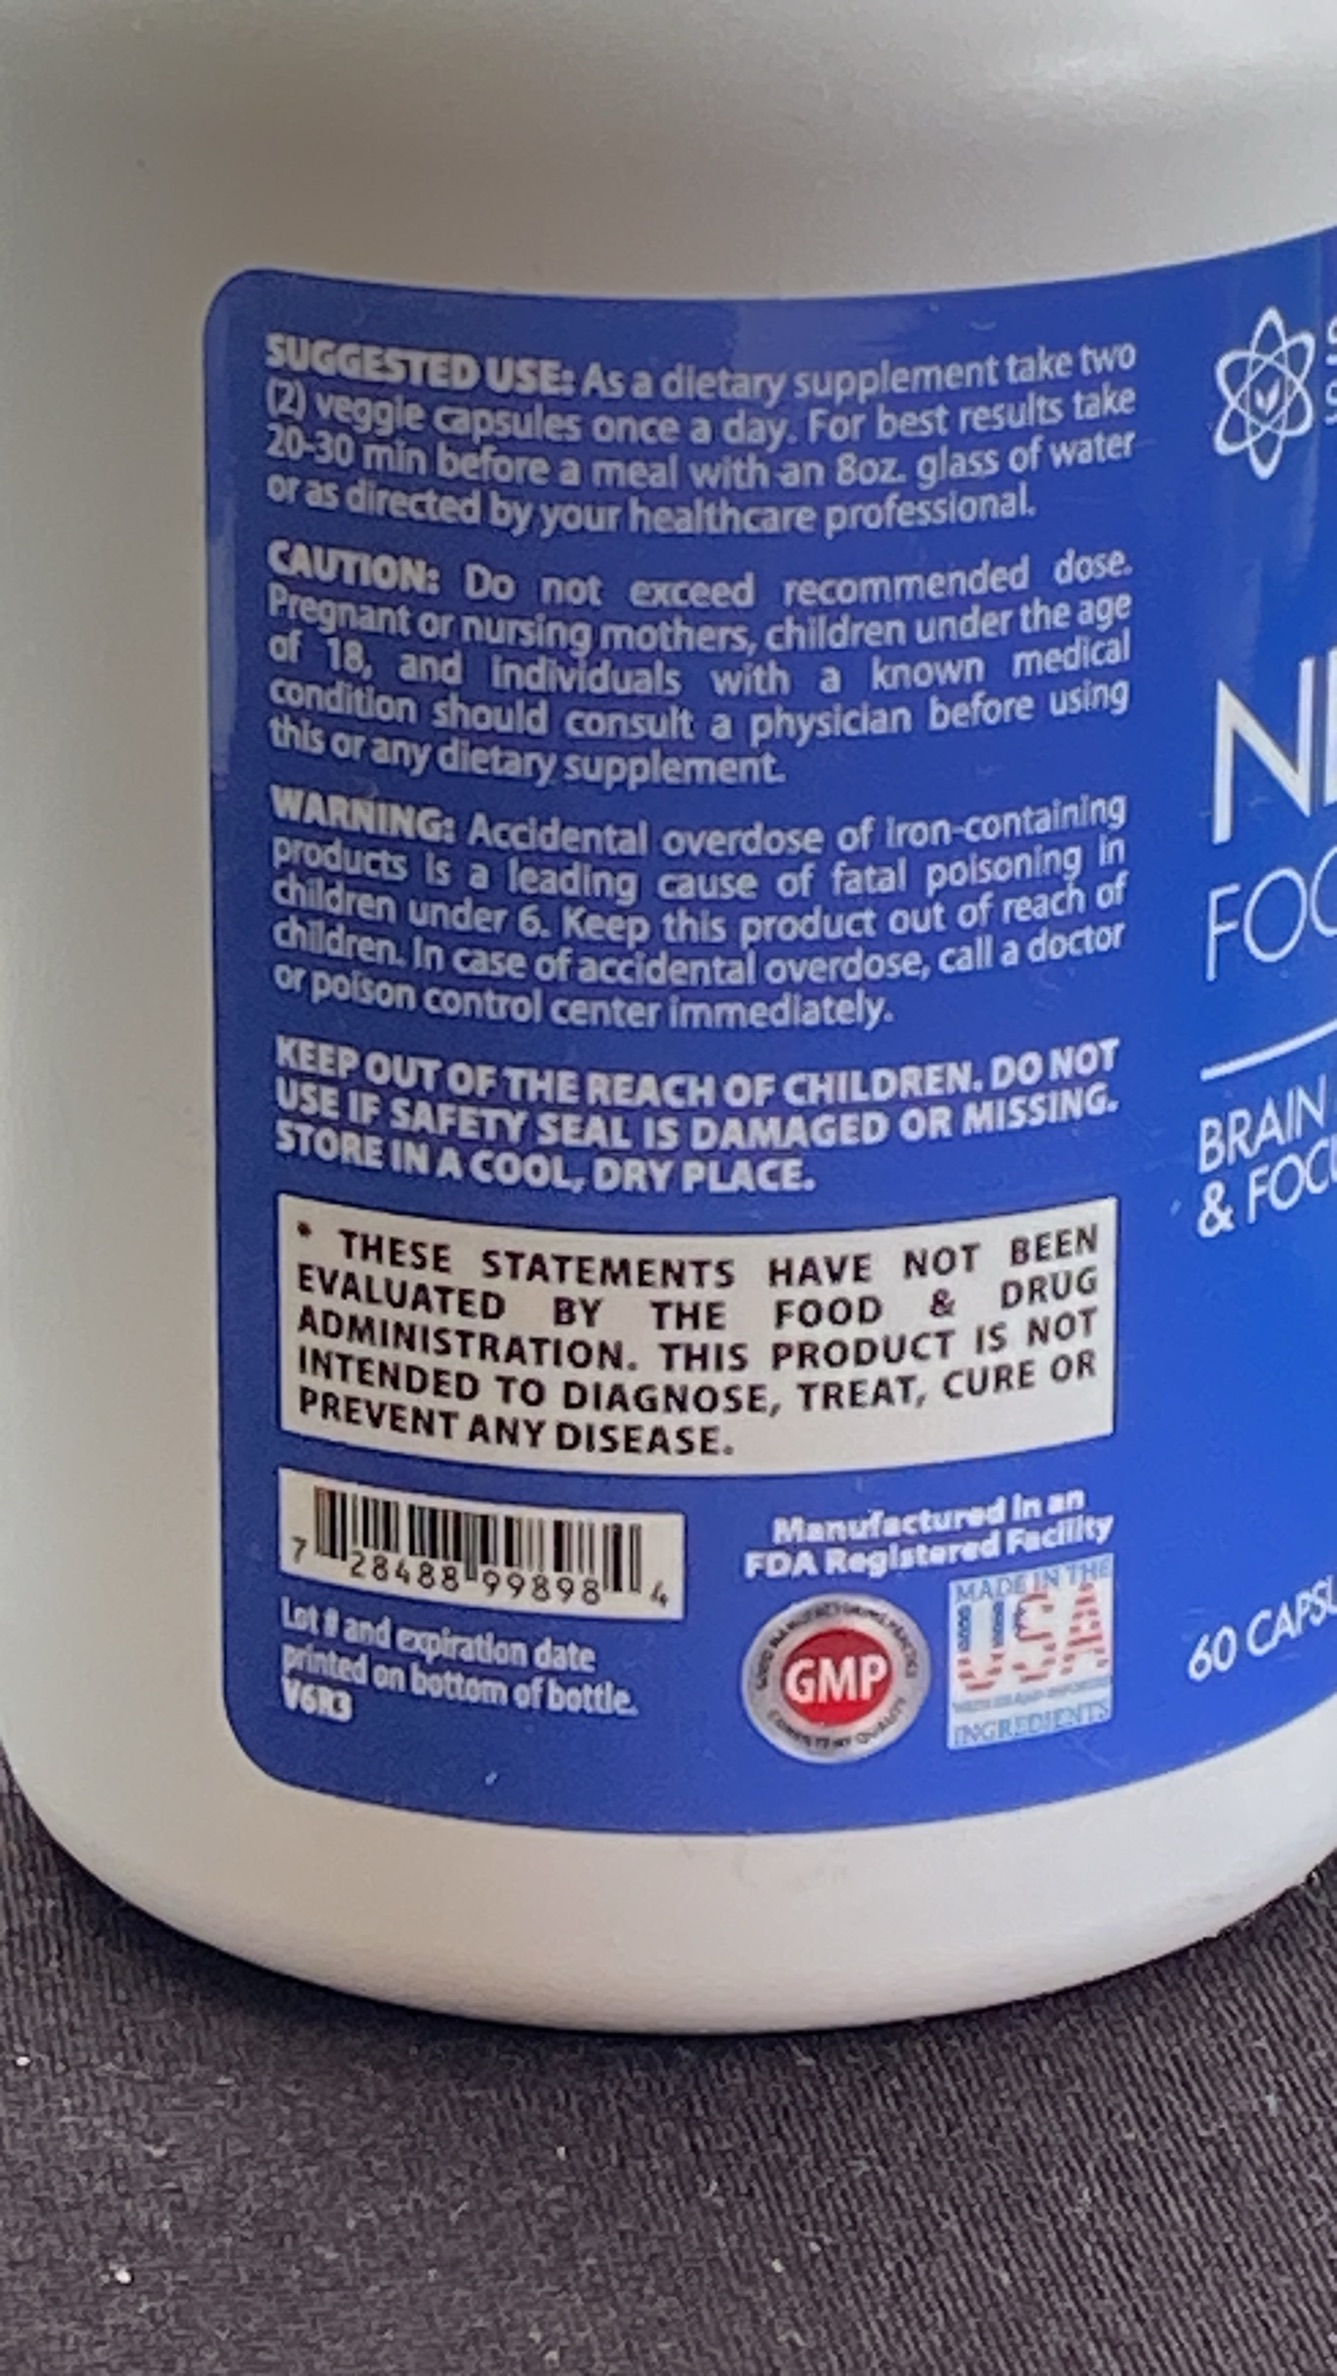 SUGGESTED USE: As a dietary supplement take two
(2) veggie capsules once a day. For best results take
20-30 min before a meal with an 8oz. glass of water
or as directed by your healthcare professional.
CAUTION: Do not exceed recommended dose.
Pregnant or nursing mothers, children under the age
of 18, and individuals with a known medical
condition should consult a physician before using
this or any dietary supplement.
WARNING: Accidental overdose of iron-containing
products is a leading cause of fatal poisoning in
children under 6. Keep this product out of reach of
children. In case of accidental overdose, call a doctor
or poison control center immediately.
KEEP OUT OF THE REACH OF CHILDREN. DO NOT
USE IF SAFETY SEAL IS DAMAGED OR MISSING.
STORE IN A COOL, DRY PLACE.
* THESE STATEMENTS HAVE NOT BEEN
EVALUATED BY THE FOOD & DRUG
ADMINISTRATION. THIS PRODUCT IS NOT
INTENDED TO DIAGNOSE, TREAT, CURE OR
PREVENT ANY DISEASE.
7 28488 99898 4
Lot # and expiration date
printed on bottom of bottle.
V6R3
Manufactured in an
FDA Registered Facility
GMP
MADE IN THE
USA
INGREDIENTS
BRAIN
& FOCU
60 CAPSU